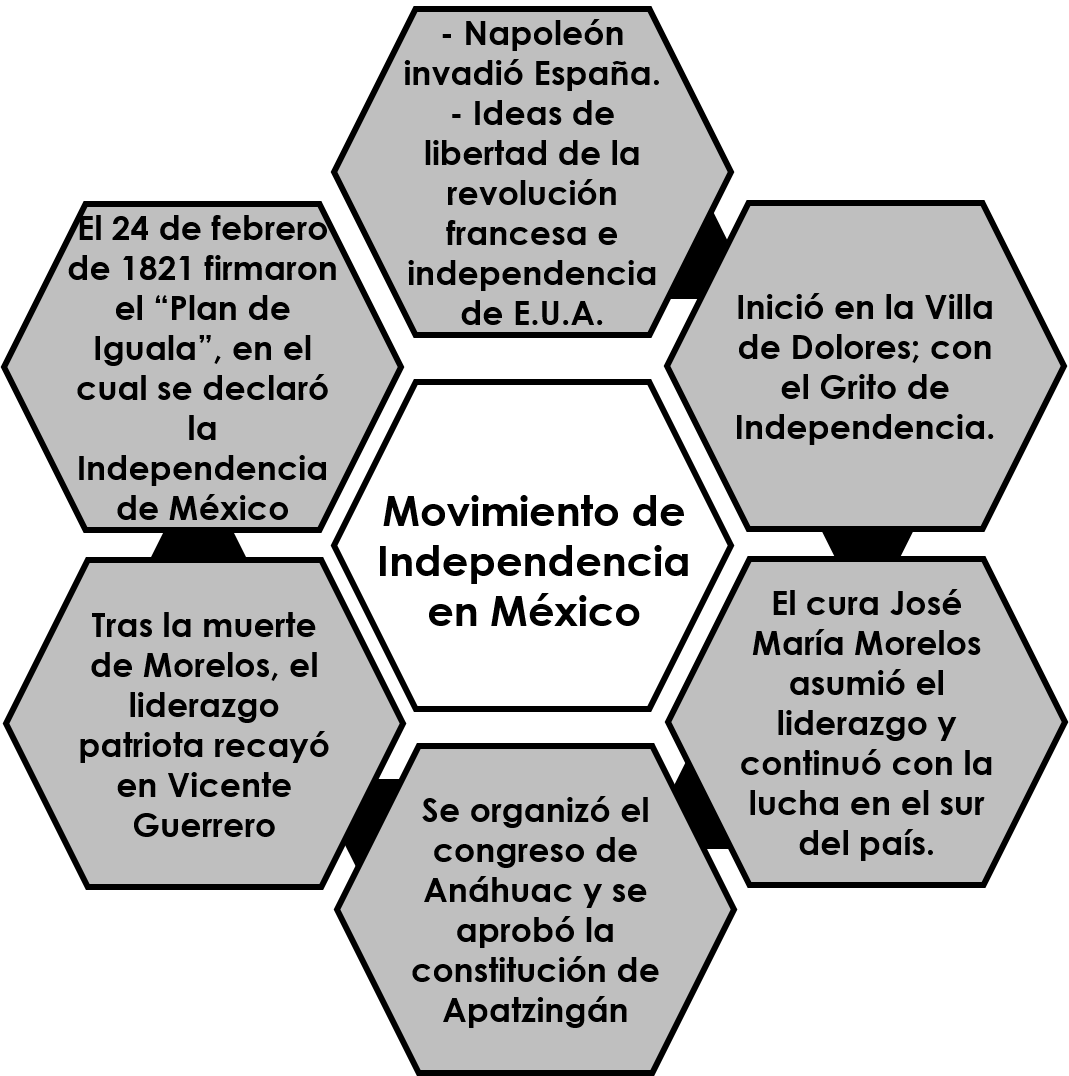 - Napoleón
invadió España.
- Ideas de
libertad de la
revolución
francesa e
independencia
de E.U.A.
Inició en la Villa
de Dolores; con
el Grito de
Independencia.
El cura José
María Morelos
asumió el
liderazgo y
continuó con la
lucha en el sur
del país.
Se organizó el
congreso de
Anáhuac y se
aprobó la
constitución de
Apatzingán
Tras la muerte
de Morelos, el
liderazgo
patriota recayó
en Vicente
Guerrero
El 24 de febrero
de 1821 firmaron
el “Plan de
Iguala”, en el
cual se declaró
la
Independencia
de México
Movimiento de
Independencia
en México